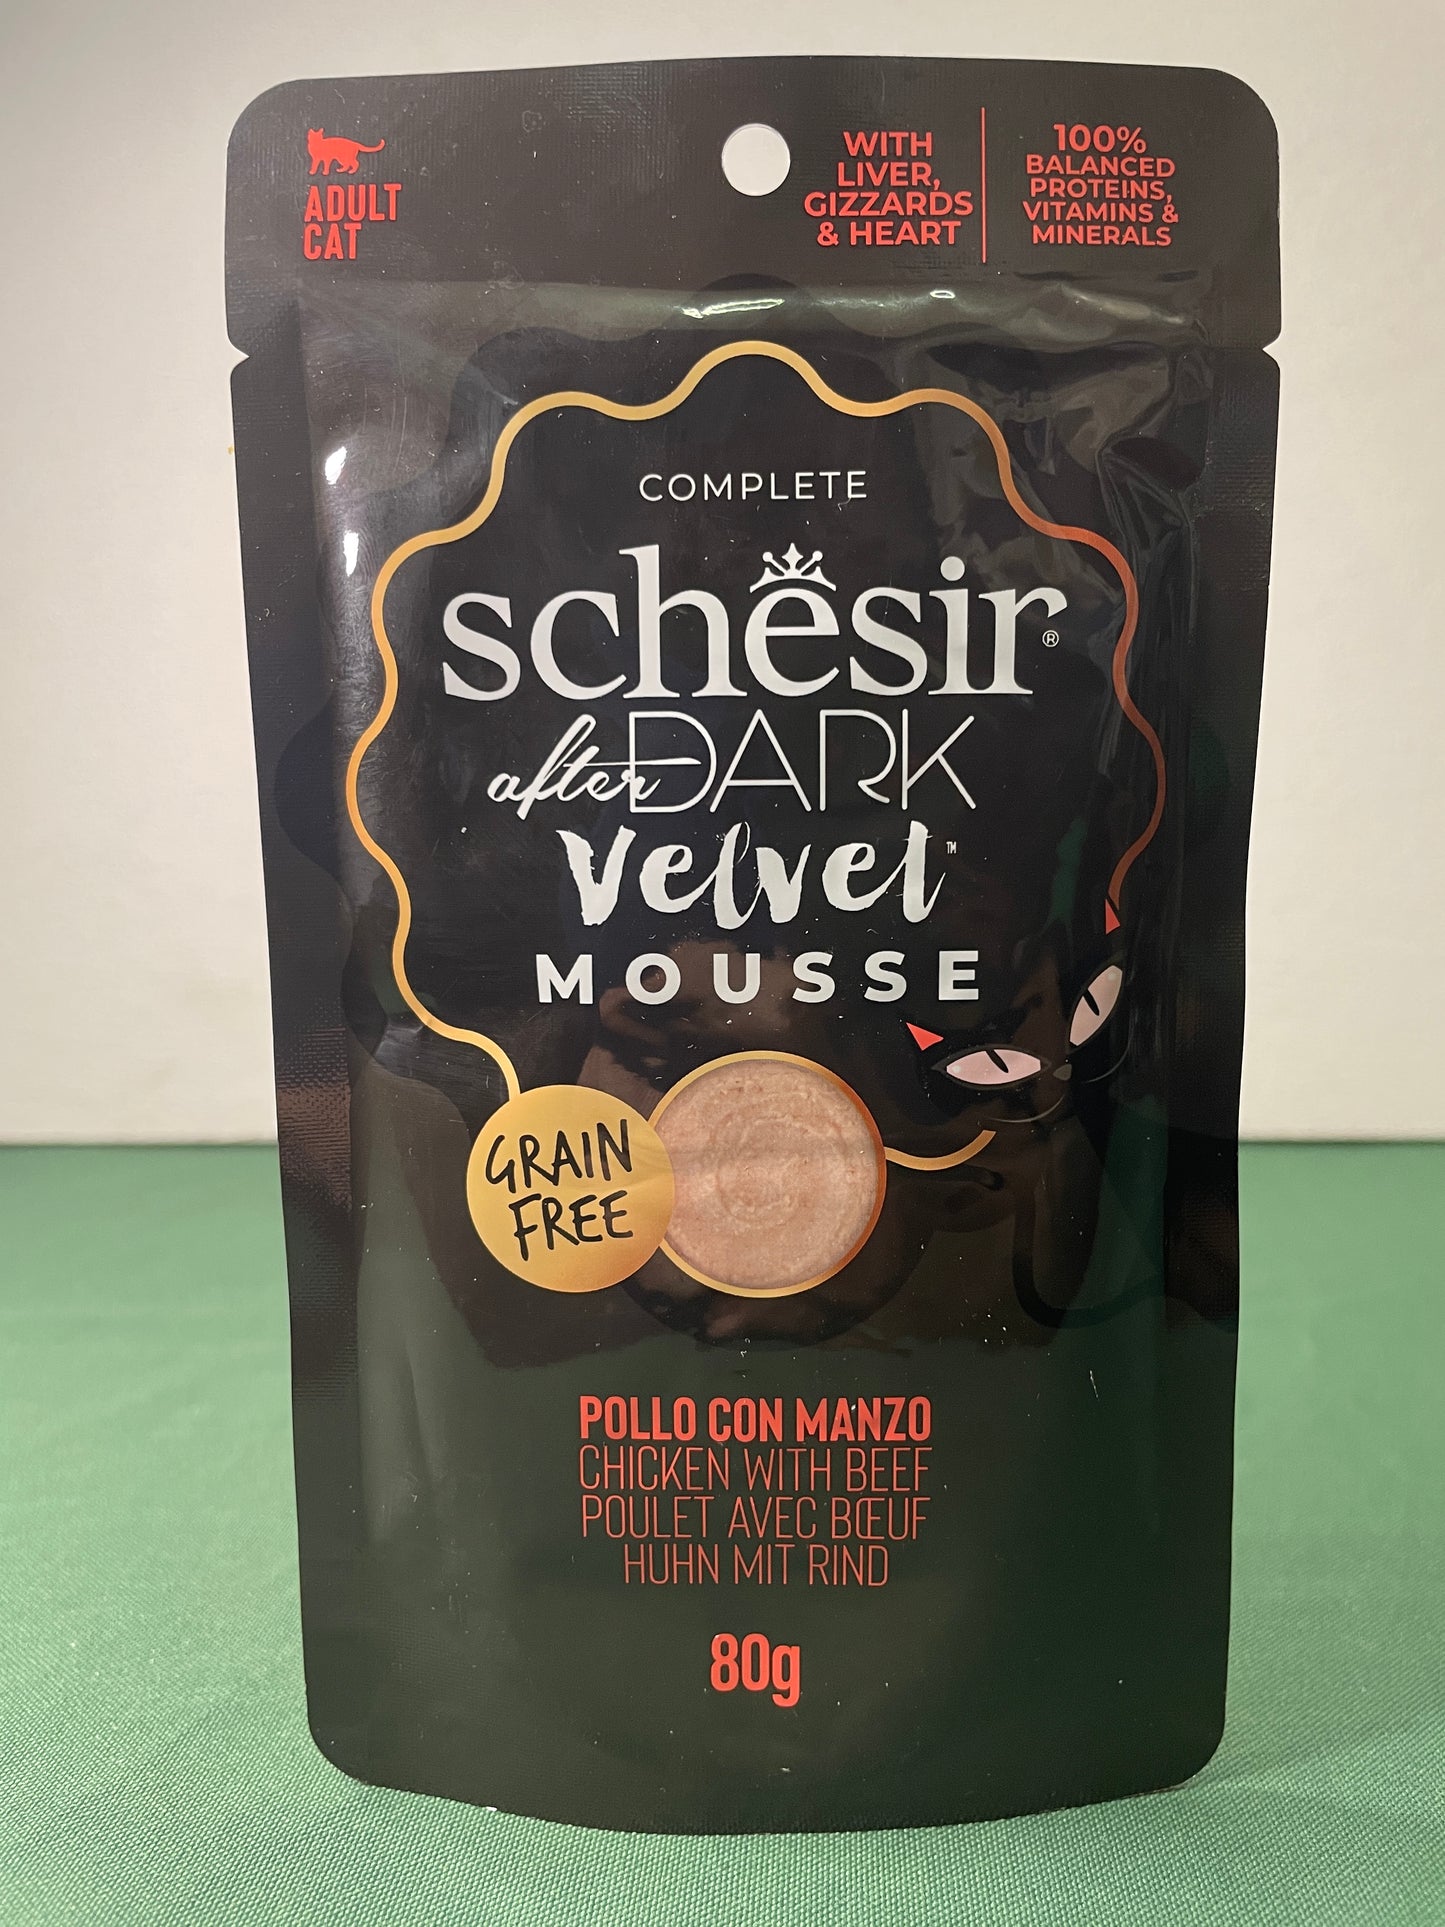 ADULT
CAT
WITH
LIVER,
GIZZARDS
& HEART
100%
BALANCED
PROTEINS,
VITAMINS &
MINERALS
COMPLETE
schesir®
after DARK
Velvet™
MOUSSE
GRAIN
FREE
POLLO CON MANZO
CHICKEN WITH BEEF
POULET AVEC BŒUF
HUHN MIT RIND
80g